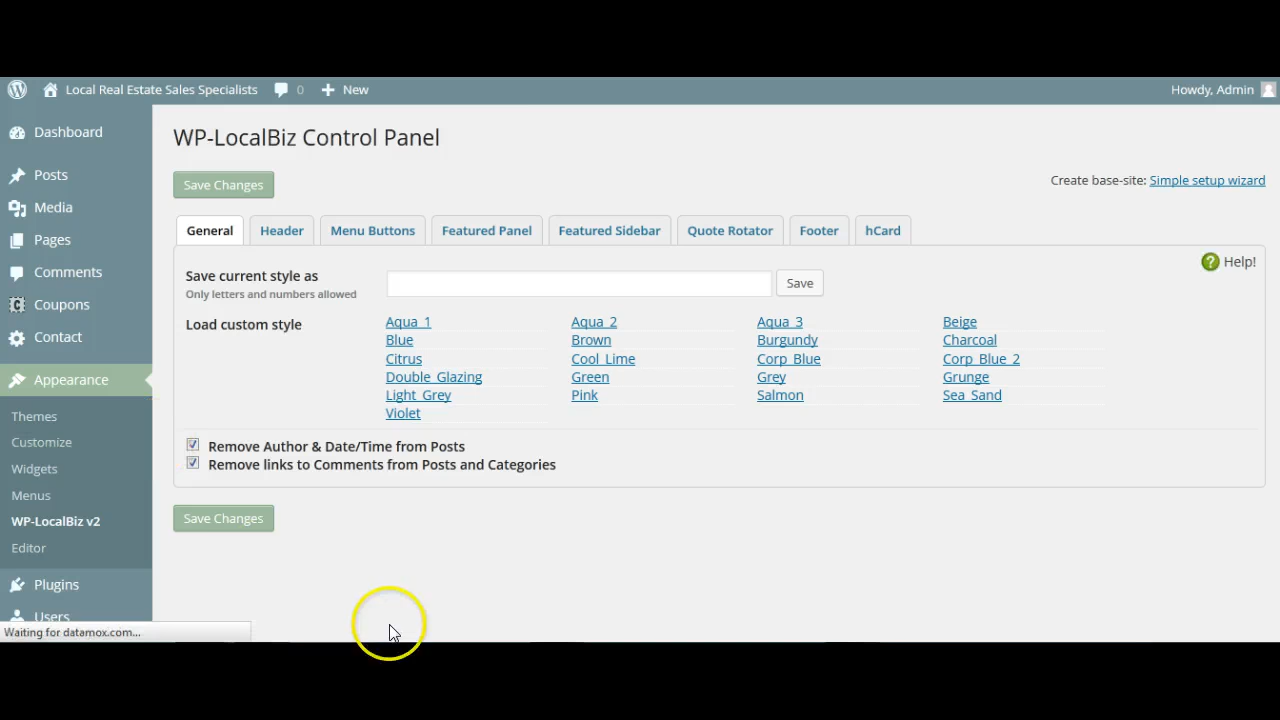 Local Real Estate Sales Specialists 0 New Howdy, Admin
Dashboard
Posts
Media
Pages
Comments
Coupons
Contact
Appearance
Themes
Customize
Widgets
Menus
WP-LocalBiz v2
Editor
Plugins
Users
WP-LocalBiz Control Panel
Save Changes
Create base-site: Simple setup wizard
General Header Menu Buttons Featured Panel Featured Sidebar Quote Rotator Footer hCard
Help!
Save current style as Save
Only letters and numbers allowed
Load custom style
Aqua_1 Aqua_2 Aqua_3 Beige
Blue Brown Burgundy Charcoal
Citrus Cool_Lime Corp_Blue Corp_Blue_2
Double_Glazing Green Grey Grunge
Light_Grey Pink Salmon Sea_Sand
Violet
Remove Author & Date/Time from Posts
Remove links to Comments from Posts and Categories
Save Changes
Waiting for datamox.com...